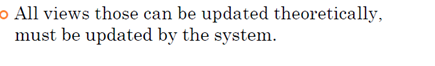 All views those can be updated theoretically,
must be updated by the system.